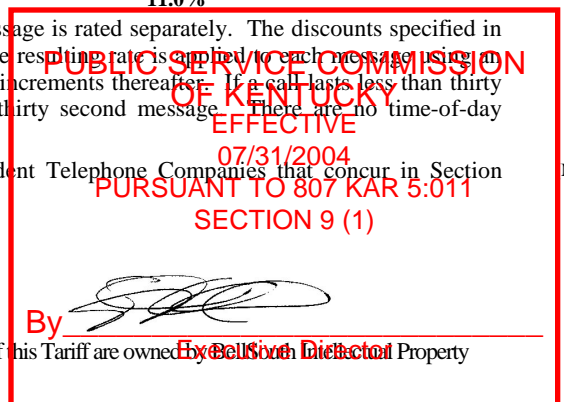 11.0%
sage is rated separately. The discounts specified in
e resulting rate is applied to each message using an
PUBLIC SERVICE COMMISSION
increments thereafter. If a call lasts less than thirty
OF KENTUCKY
thirty second message. There are no time-of-day
EFFECTIVE
07/31/2004
dent Telephone Companies that concur in Section
PURSUANT TO 807 KAR 5:011
SECTION 9 (1)
By
f this Tariff are owned by BellSouth Intellectual Property
Executive Director